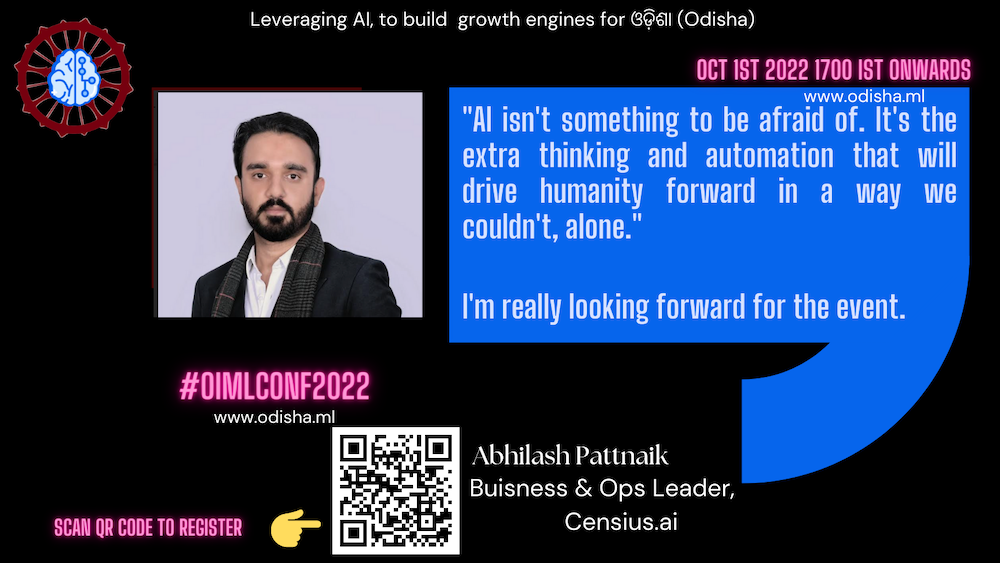 Leveraging AI, to build growth engines for ଓଡ଼ିଶା (Odisha)
OCT 1ST 2022 1700 IST ONWARDS
www.odisha.ml
"AI isn't something to be afraid of. It's the
extra thinking and automation that will
drive humanity forward in a way we
couldn't, alone."
I'm really looking forward for the event.
#OIMLCONF2022
www.odisha.ml
Abhilash Pattnaik
Buisness & Ops Leader,
Censius.ai
SCAN QR CODE TO REGISTER